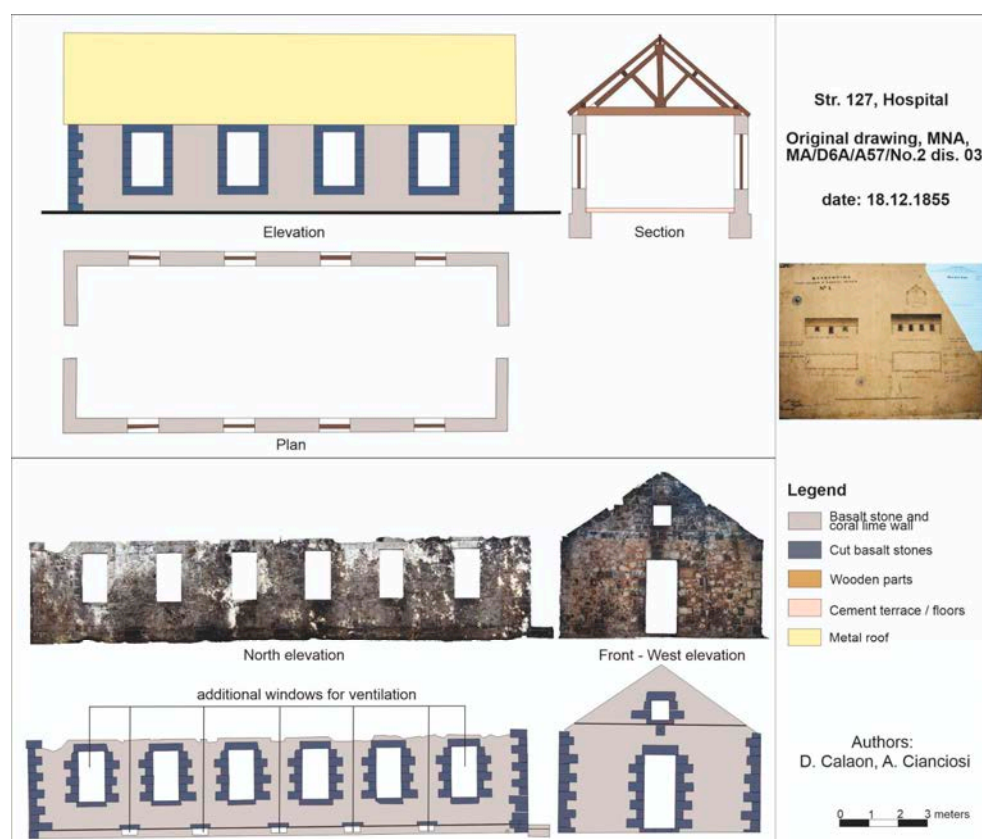 Elevation
Section
Plan
Str. 127, Hospital
Original drawing, MNA,
MA/D6A/A57/No.2 dis. 03
date: 18.12.1855
North elevation
Front - West elevation
additional windows for ventilation
Legend
Basalt stone and
coral lime wall
Cut basalt stones
Wooden parts
Cement terrace / floors
Metal roof
Authors:
D. Calaon, A. Cianciosi
0 1 2 3 meters